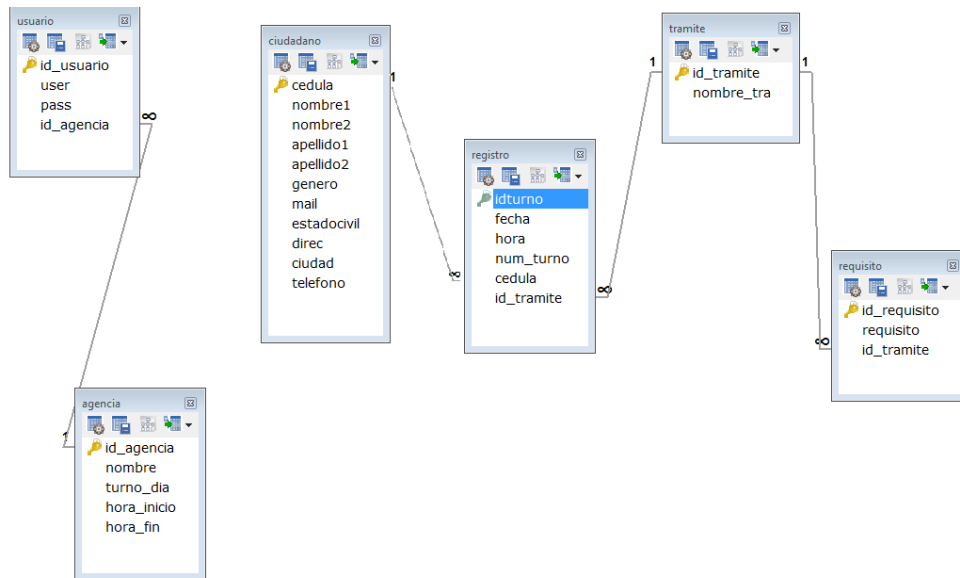 usuario
id_usuario
user
pass
id_agencia
∞
1
agencia
id_agencia
nombre
turno_dia
hora_inicio
hora_fin
ciudadano
cedula
nombre1
nombre2
apellido1
apellido2
genero
mail
estadocivil
direc
ciudad
telefono
1
∞
registro
idturno
fecha
hora
num_turno
cedula
id_tramite
∞
1
tramite
id_tramite
nombre_tra
1
∞
requisito
id_requisito
requisito
id_tramite